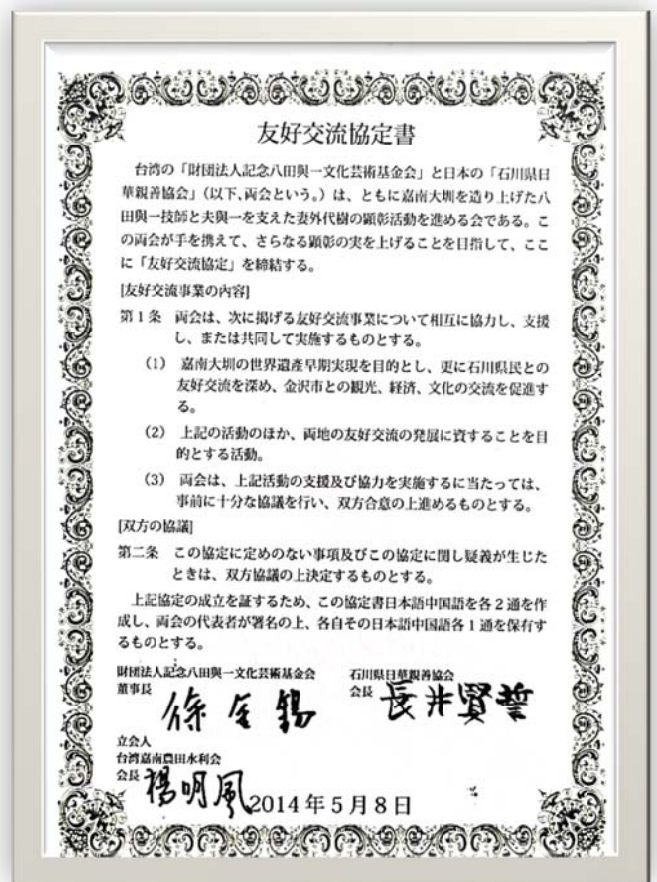 友好交流協定書
台湾の「財団法人記念八田與一文化芸術基金会」と日本の「石川県日
華親善協会」（以下、両会という。）は、ともに嘉南大圳を造り上げた八
田與一技師と夫與一を支えた妻外代樹の顕彰活動を進める会である。こ
の両会が手を携えて、さらなる顕彰の実を上げることを目指して、ここ
に「友好交流協定」を締結する。
[友好交流事業の内容]
第１条　両会は、次に掲げる友好交流事業について相互に協力し、支援
し、または共同して実施するものとする。
（1）　嘉南大圳の世界遺産早期実現を目的とし、更に石川県民との
友好交流を深め、金沢市との観光、経済、文化の交流を促進す
る。
（2）　上記の活動のほか、両地の友好交流の発展に資することを目
的とする活動。
（3）　両会は、上記活動の支援及び協力を実施するに当たっては、
事前に十分な協議を行い、双方合意の上進めるものとする。
[双方の協議]
第二条　この協定に定めのない事項及びこの協定に関し疑義が生じた
ときは、双方協議の上決定するものとする。
上記協定の成立を証するため、この協定書日本語中国語を各２通を作
成し、両会の代表者が署名の上、各自その日本語中国語各１通を保有す
るものとする。
財団法人記念八田與一文化芸術基金会
董事長
徐金錫
石川県日華親善協会
会長
長井賢誓
立会人
台湾嘉南農田水利会
会長
楊明風
2014年５月８日